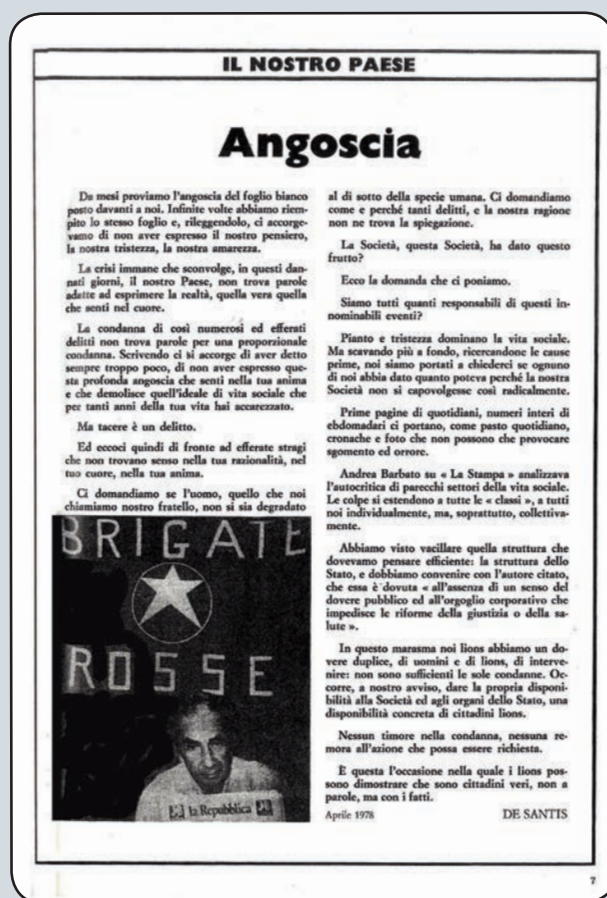 IL NOSTRO PAESE
Angoscia
Da mesi proviamo l'angoscia del foglio bianco
posto davanti a noi. Infinite volte abbiamo riem-
pito lo stesso foglio e, rileggendolo, ci accorge-
vamo di non aver espresso il nostro pensiero,
la nostra tristezza, la nostra amarezza.
La crisi immane che sconvolge, in questi dan-
nati giorni, il nostro Paese, non trova parole
adatte ad esprimere la realtà, quella vera quella
che senti nel cuore.
La condanna di così numerosi ed efferati
delitti non trova parole per una proporzionale
condanna. Scrivendo ci si accorge di aver detto
sempre troppo poco, di non aver espresso que-
sta profonda angoscia che senti nella tua anima
e che demolisce quell'ideale di vita sociale che
per tanti anni della tua vita hai accarezzato.
Ma tacere è un delitto.
Ed eccoci quindi di fronte ad efferate stragi
che non trovano senso nella tua razionalità, nel
tuo cuore, nella tua anima.
Ci domandiamo se l'uomo, quello che noi
chiamiamo nostro fratello, non si sia degradato
BRIGATE
ROSSE
la Repubblica
al di sotto della specie umana. Ci domandiamo
come e perché tanti delitti, e la nostra ragione
non ne trova la spiegazione.
La Società, questa Società, ha dato questo
frutto?
Ecco la domanda che ci poniamo.
Siamo tutti quanti responsabili di questi in-
nominabili eventi?
Pianto e tristezza dominano la vita sociale.
Ma scavando più a fondo, ricercandone le cause
prime, noi siamo portati a chiederci se ognuno
di noi abbia dato quanto poteva perché la nostra
Società non si capovolgesse così radicalmente.
Prime pagine di quotidiani, numeri interi di
ebdomadari ci portano, come pasto quotidiano,
cronache e foto che non possono che provocare
sgomento ed orrore.
Andrea Barbato su « La Stampa » analizzava
l'autocritica di parecchi settori della vita sociale.
Le colpe si estendono a tutte le « classi », a tutti
noi individualmente, ma, soprattutto, collettiva-
mente.
Abbiamo visto vacillare quella struttura che
dovevamo pensare efficiente: la struttura dello
Stato, e dobbiamo convenire con l'autore citato,
che essa è dovuta « all'assenza di un senso del
dovere pubblico ed all'orgoglio corporativo che
impedisce le riforme della giustizia o della sa-
lute ».
In questo marasma noi lions abbiamo un do-
vere duplice, di uomini e di lions, di interve-
nire: non sono sufficienti le sole condanne. Oc-
corre, a nostro avviso, dare la propria disponi-
bilità alla Società ed agli organi dello Stato, una
disponibilità concreta di cittadini lions.
Nessun timore nella condanna, nessuna re-
mora all'azione che possa essere richiesta.
È questa l'occasione nella quale i lions pos-
sono dimostrare che sono cittadini veri, non a
parole, ma con i fatti.
Aprile 1978 DE SANTIS
7